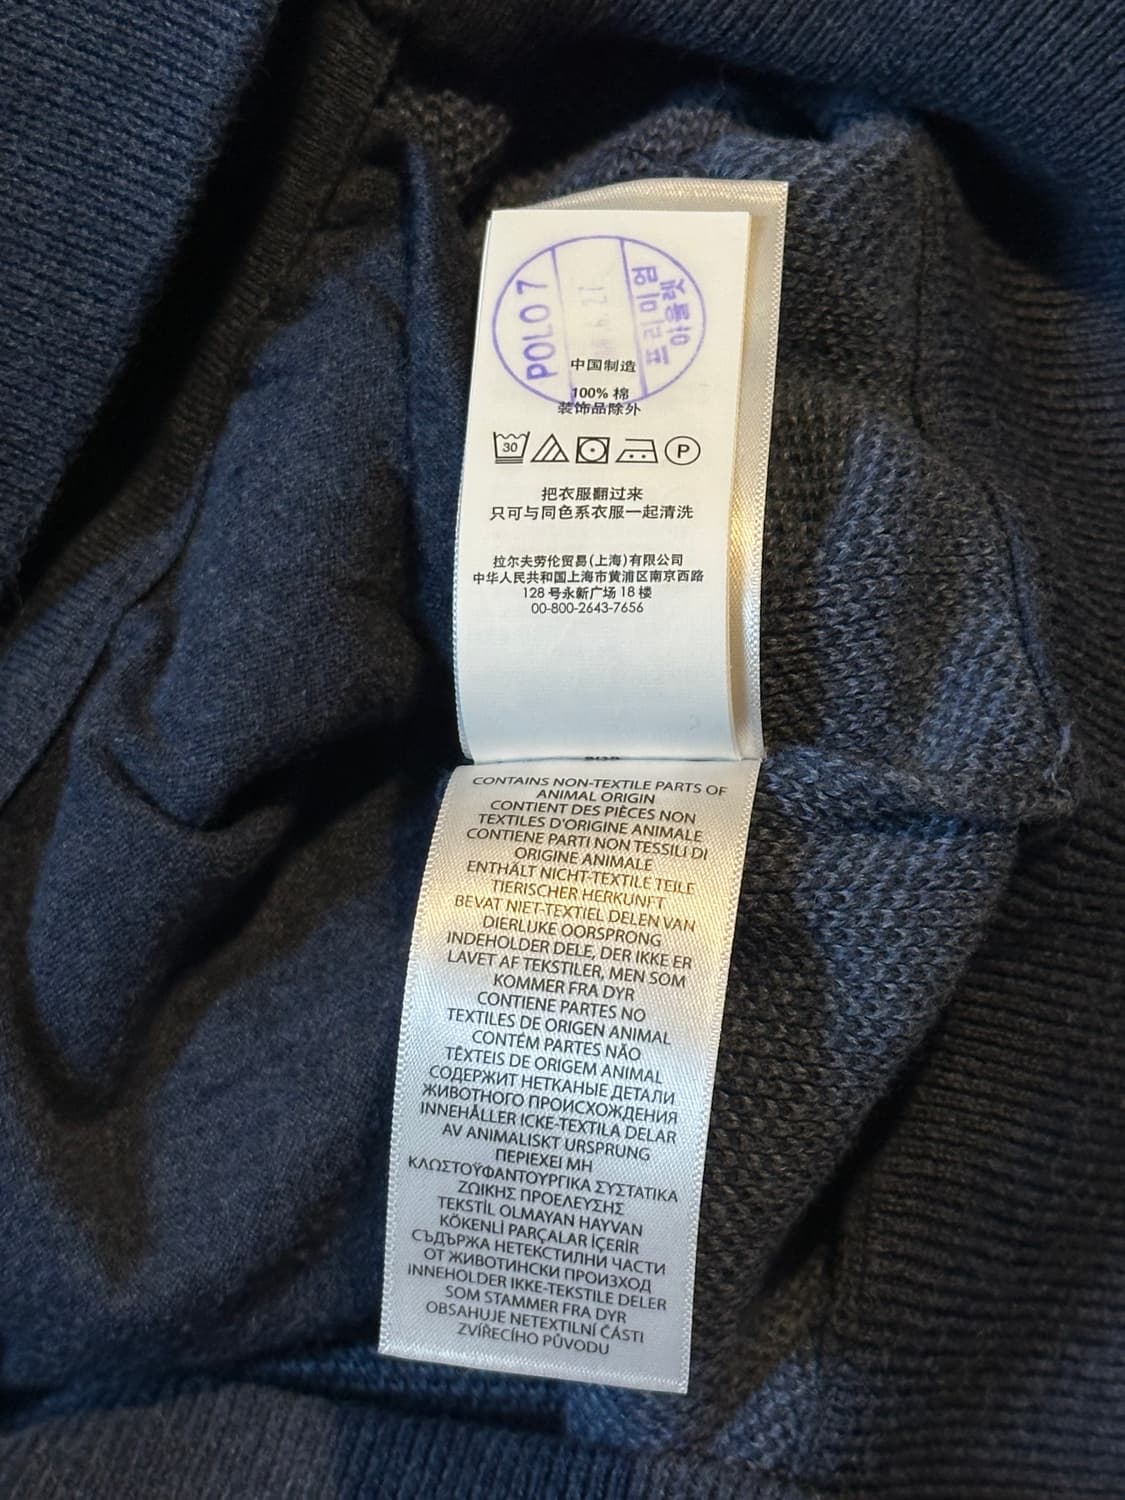 POLO 7
中国制造
100% 棉
装饰品除外
30
P
把衣服翻过来
只可与同色系衣服一起清洗
拉尔夫劳伦贸易(上海)有限公司
中华人民共和国上海市黄浦区南京西路
128 号永新广场 18 楼
00-800-2643-7656
CONTAINS NON-TEXTILE PARTS OF
ANIMAL ORIGIN
CONTIENT DES PIÈCES NON
TEXTILES D'ORIGINE ANIMALE
CONTIENE PARTI NON TESSILI DI
ORIGINE ANIMALE
ENTHÄLT NICHT-TEXTILE TEILE
TIERISCHER HERKUNFT
BEVAT NIET-TEXTIEL DELEN VAN
DIERLIJKE OORSPRONG
INDEHOLDER DELE, DER IKKE ER
LAVET AF TEKSTILER, MEN SOM
KOMMER FRA DYR
CONTIENE PARTES NO
TEXTILES DE ORIGEN ANIMAL
CONTÉM PARTES NÃO
TÊXTEIS DE ORIGEM ANIMAL
СОДЕРЖИТ НЕТКАНЫЕ ДЕТАЛИ
ЖИВОТНОГО ПРОИСХОЖДЕНИЯ
INNEHÅLLER ICKE-TEXTILA DELAR
AV ANIMALISKT URSPRUNG
ΠΕΡΙΕΧΕΙ ΜΗ
ΚΛΩΣΤΟΫΦΑΝΤΟΥΡΓΙΚΑ ΣΥΣΤΑΤΙΚΑ
ΖΩΙΚΗΣ ΠΡΟΕΛΕΥΣΗΣ
TEKSTİL OLMAYAN HAYVAN
KÖKENLİ PARÇALAR İÇERİR
СЪДЪРЖА НЕТЕКСТИЛНИ ЧАСТИ
ОТ ЖИВОТИНСКИ ПРОИЗХОД
INNEHOLDER IKKE-TEKSTILE DELER
SOM STAMMER FRA DYR
OBSAHUJE NETEXTILNÍ ČÁSTI
ZVÍŘECÍHO PŮVODU